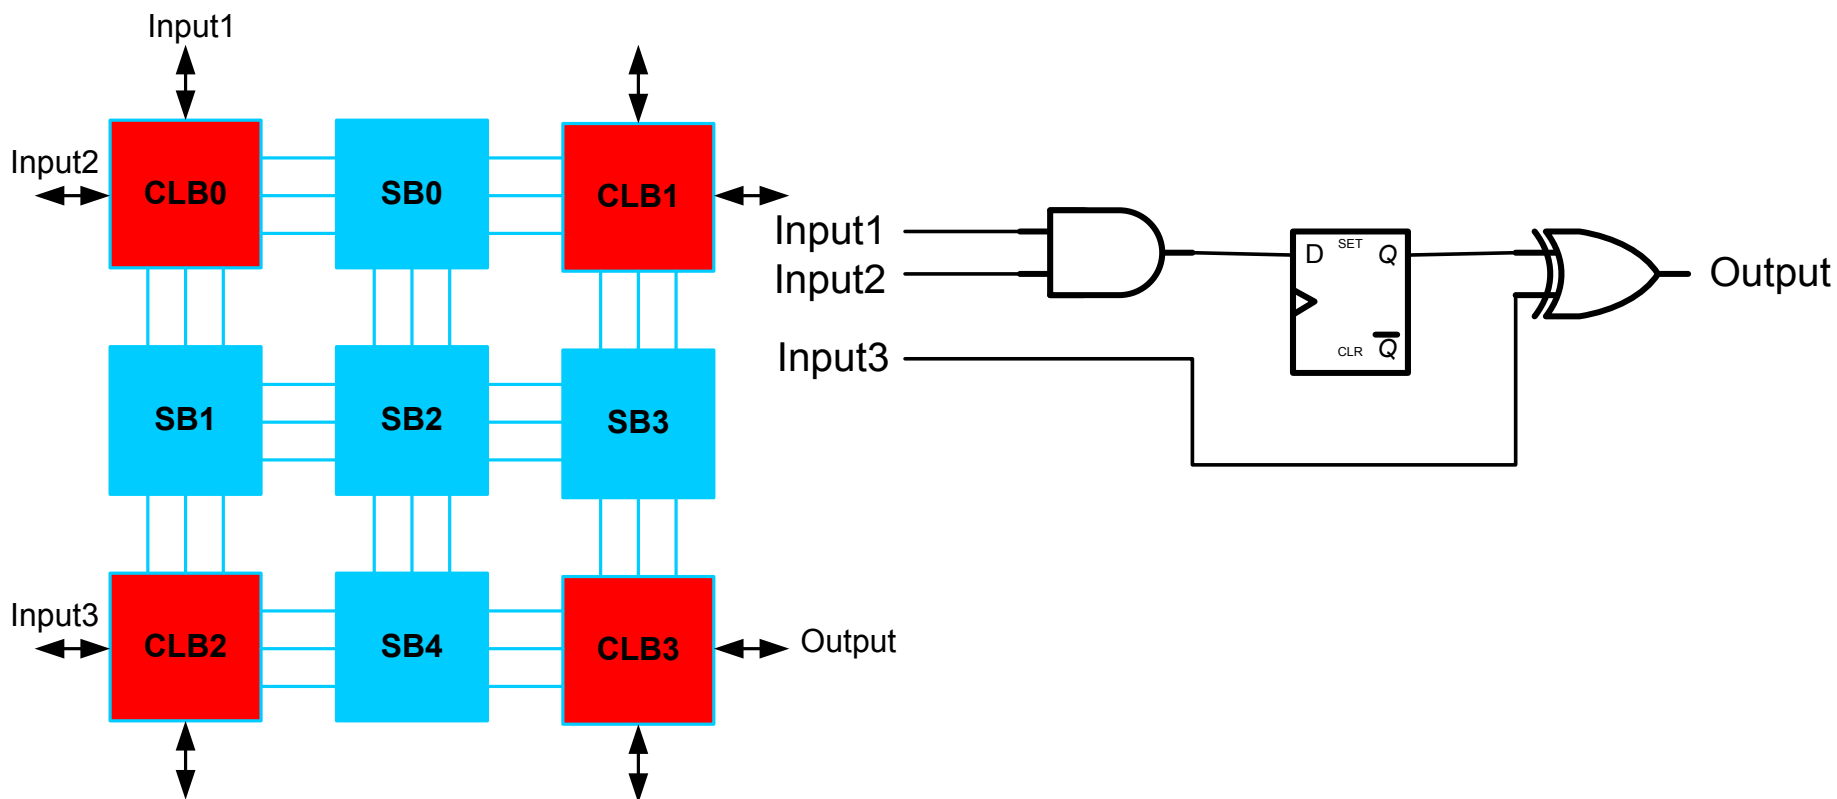 Input1
Input2
CLB0
SB0
CLB1
SB1
SB2
SB3
Input3
CLB2
SB4
CLB3
Output
Input1
Input2
Input3
D
SET
Q
CLR
Q̅
Output